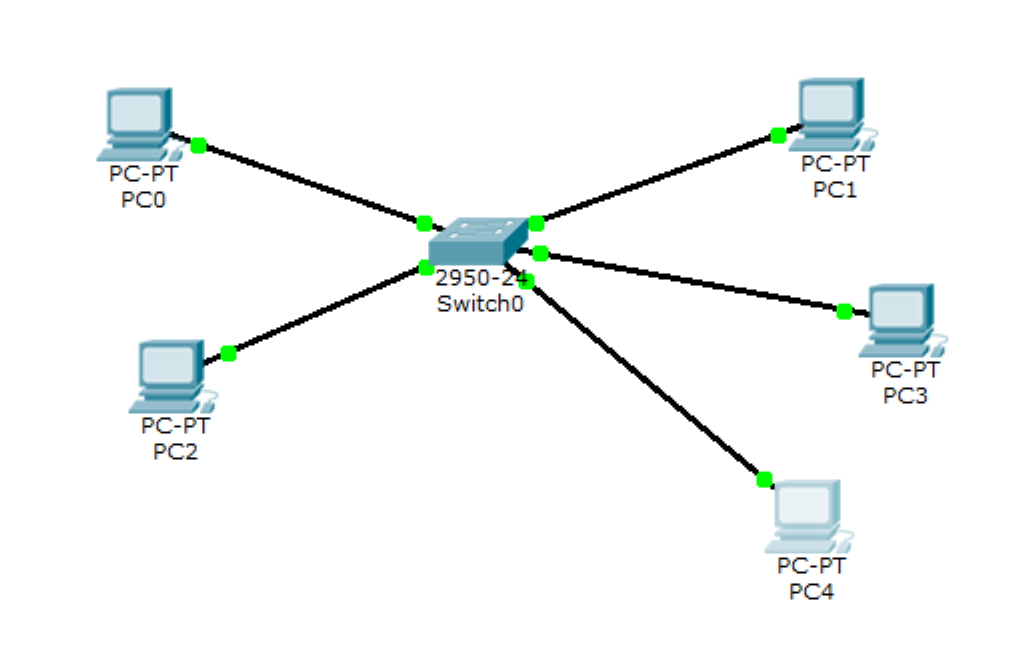 PC-PT
PC0
PC-PT
PC1
2950-24
Switch0
PC-PT
PC3
PC-PT
PC2
PC-PT
PC4